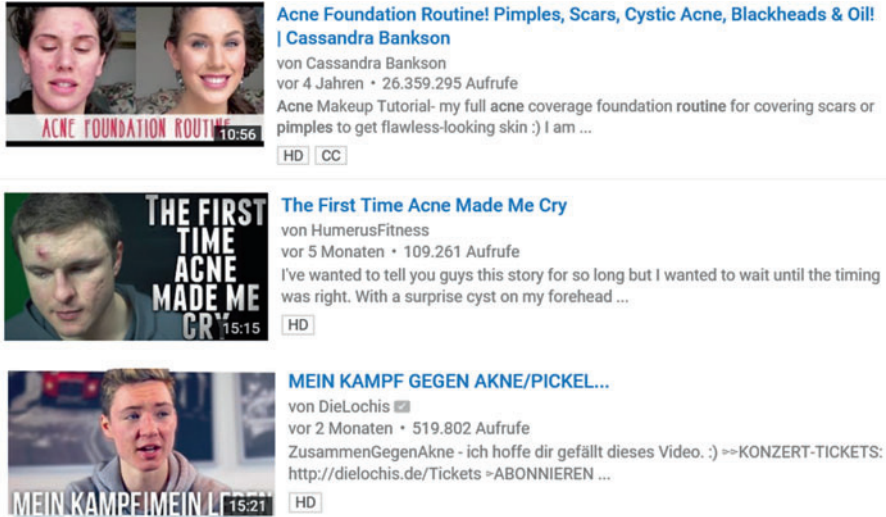 Acne Foundation Routine! Pimples, Scars, Cystic Acne, Blackheads & Oil!
| Cassandra Bankson
von Cassandra Bankson
vor 4 Jahren • 26.359.295 Aufrufe
Acne Makeup Tutorial- my full acne coverage foundation routine for covering scars or
pimples to get flawless-looking skin :) I am ...
HD CC
ACNE FOUNDATION ROUTINE
10:56
THE FIRST
TIME
ACNE
MADE ME
CRY
15:15
The First Time Acne Made Me Cry
von HumerusFitness
vor 5 Monaten • 109.261 Aufrufe
I've wanted to tell you guys this story for so long but I wanted to wait until the timing
was right. With a surprise cyst on my forehead ...
HD
MEIN KAMPF GEGEN AKNE/PICKEL...
von DieLochis
vor 2 Monaten • 519.802 Aufrufe
ZusammenGegenAkne - ich hoffe dir gefällt dieses Video. :) ➳KONZERT-TICKETS:
http://dielochis.de/Tickets ➳ABONNIEREN ...
HD
MEIN KAMPF!MEIN LEBEN
15:21